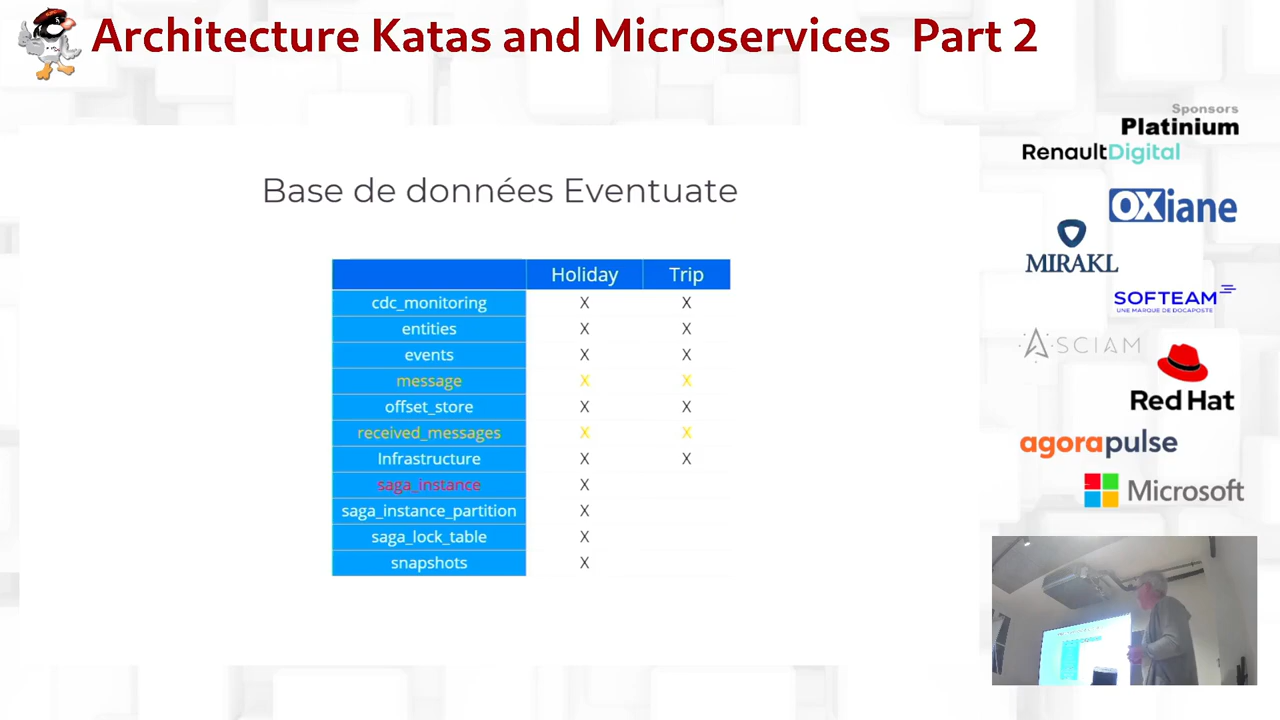 Architecture Katas and Microservices Part 2
Sponsors
Platinium
RenaultDigital
OXiane
MIRAKL
SOFTEAM
UNE MARQUE DE DOCAPOSTE
ASCIAM
Red Hat
agorapulse
Microsoft
Base de données Eventuate
Holiday Trip
cdc_monitoring X X
entities X X
events X X
message X X
offset_store X X
received_messages X X
Infrastructure X X
saga_instance X
saga_instance_partition X
saga_lock_table X
snapshots X